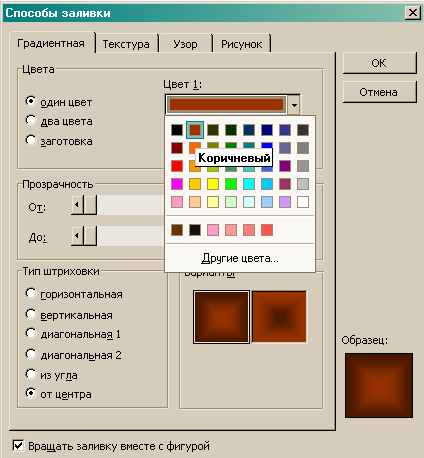 Способы заливки
Градиентная
Текстура
Узор
Рисунок
ОК
Отмена
Цвета
один цвет
два цвета
заготовка
Цвет 1:
Коричневый
Прозрачность
От:
До:
Другие цвета...
Тип штриховки
горизонтальная
вертикальная
диагональная 1
диагональная 2
из угла
от центра
Варианты
Образец:
Вращать заливку вместе с фигурой